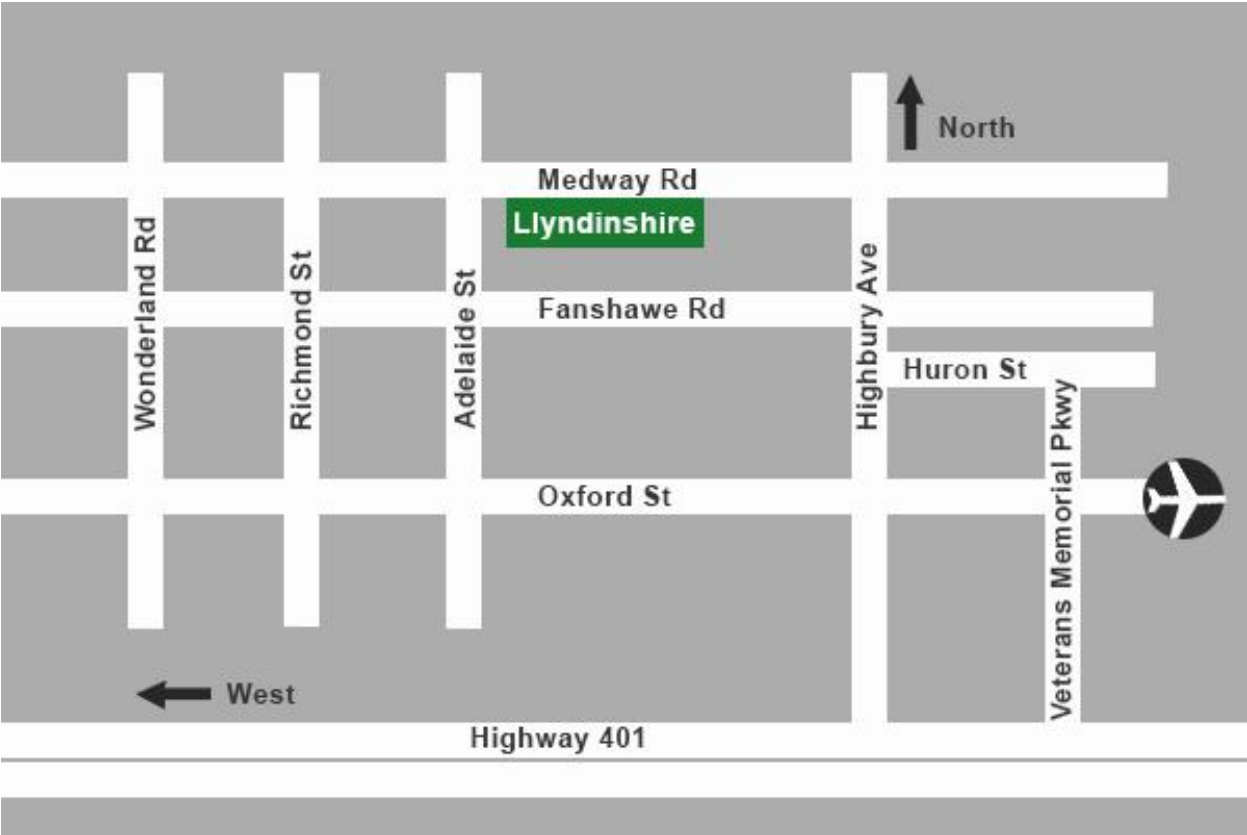 North
Medway Rd
Llyndinshire
Wonderland Rd
Richmond St
Adelaide St
Highbury Ave
Fanshawe Rd
Huron St
Veterans Memorial Pkwy
Oxford St
West
Highway 401